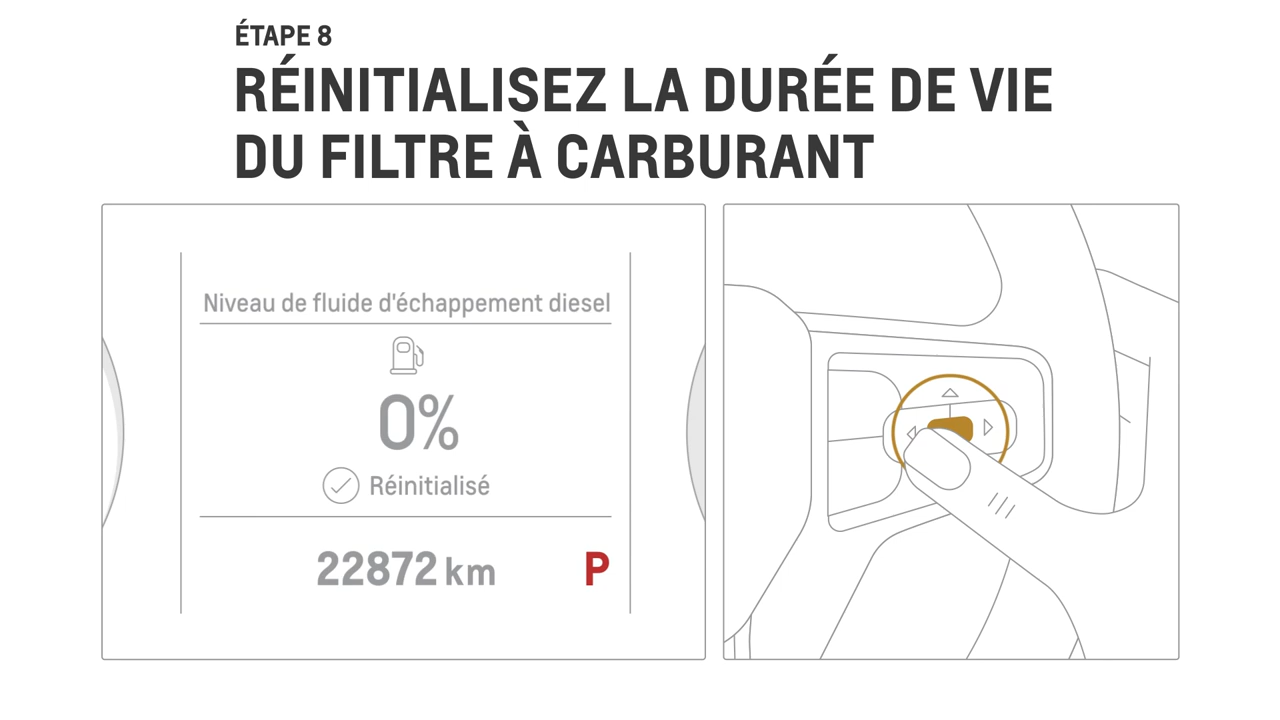 ÉTAPE 8
RÉINITIALISEZ LA DURÉE DE VIE
DU FILTRE À CARBURANT
Niveau de fluide d'échappement diesel
0%
Réinitialisé
22872 km P